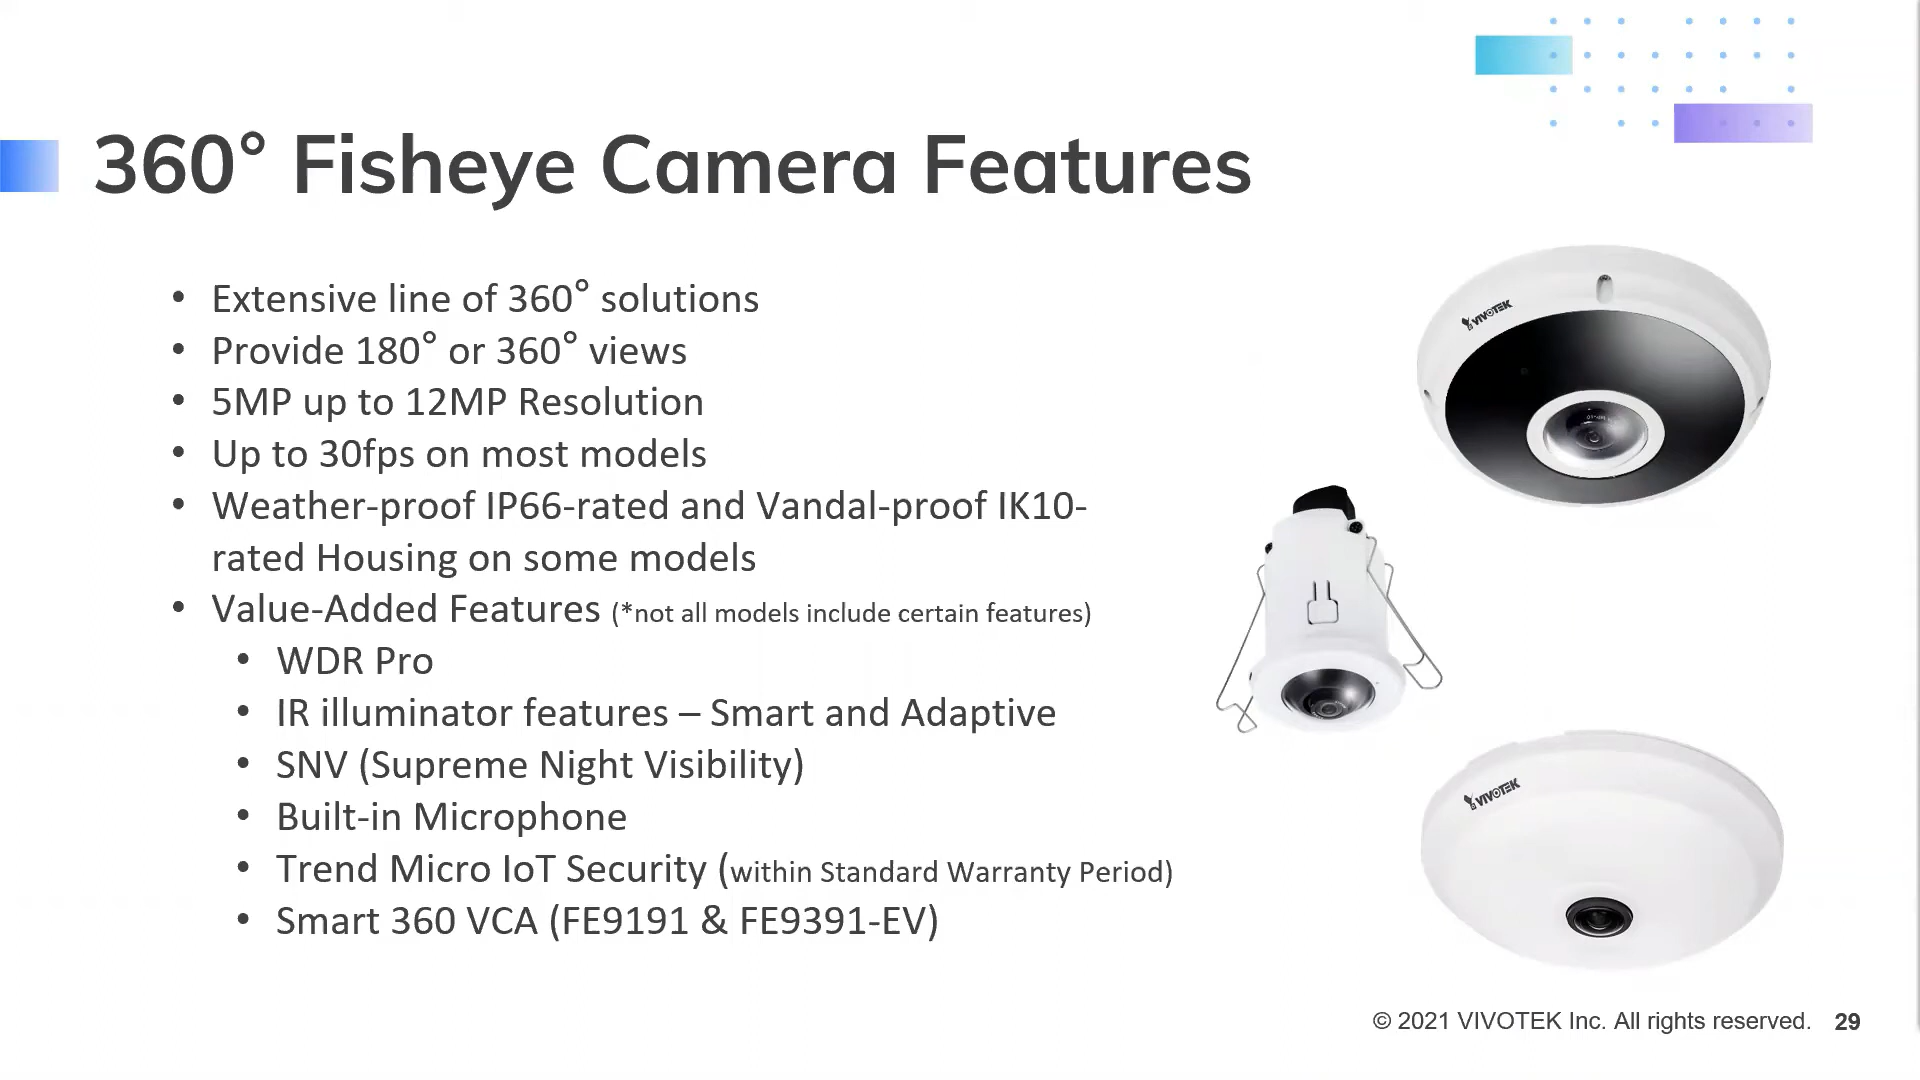 360° Fisheye Camera Features
• Extensive line of 360° solutions
• Provide 180° or 360° views
• 5MP up to 12MP Resolution
• Up to 30fps on most models
• Weather-proof IP66-rated and Vandal-proof IK10-
rated Housing on some models
• Value-Added Features (*not all models include certain features)
• WDR Pro
• IR illuminator features – Smart and Adaptive
• SNV (Supreme Night Visibility)
• Built-in Microphone
• Trend Micro IoT Security (within Standard Warranty Period)
• Smart 360 VCA (FE9191 & FE9391-EV)
VIVOTEK
VIVOTEK
© 2021 VIVOTEK Inc. All rights reserved. 29